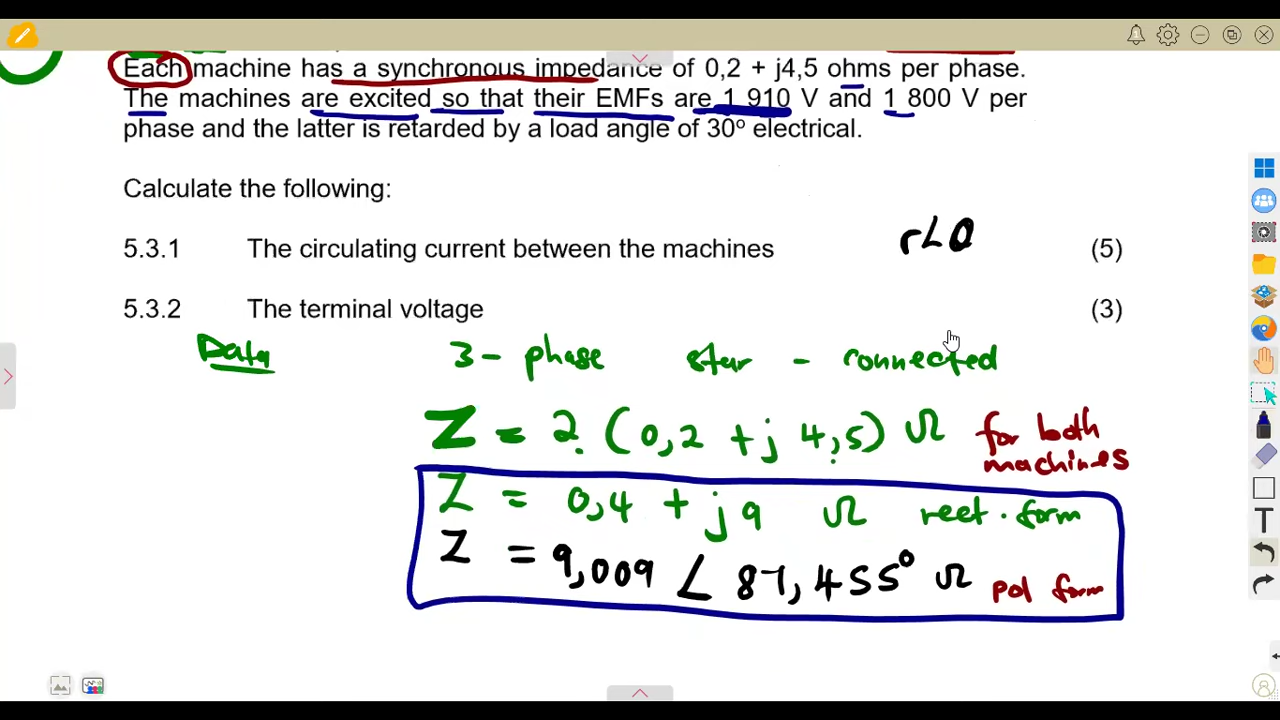 Each machine has a synchronous impedance of 0,2 + j4,5 ohms per phase.
The machines are excited so that their EMFs are 1 910 V and 1 800 V per
phase and the latter is retarded by a load angle of 30º electrical.
Calculate the following:
5.3.1 The circulating current between the machines (5)
r∠θ
5.3.2 The terminal voltage (3)
Data 3 - phase star - connected
Z = 2 (0,2 + j 4,5) Ω for both machines
Z = 0,4 + j 9 Ω rect. form
Z = 9,009 ∠ 87,455° Ω pol form
T